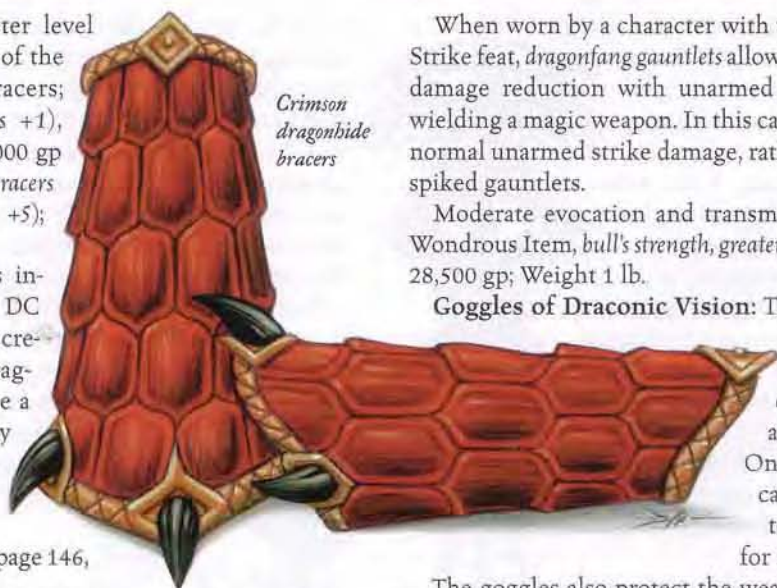 ter level
of the
racers;
s +1),
000 gp
racers
+5);
s in-
DC
cre-
rag-
e a
y
page 146,
Crimson
dragonhide
bracers
When worn by a character with
Strike feat, dragonfang gauntlets allow
damage reduction with unarmed
wielding a magic weapon. In this ca
normal unarmed strike damage, rat
spiked gauntlets.
Moderate evocation and transm
Wondrous Item, bull's strength, greater
28,500 gp; Weight 1 lb.
Goggles of Draconic Vision: T
a
On
ca
t
for
The goggles also protect the wea